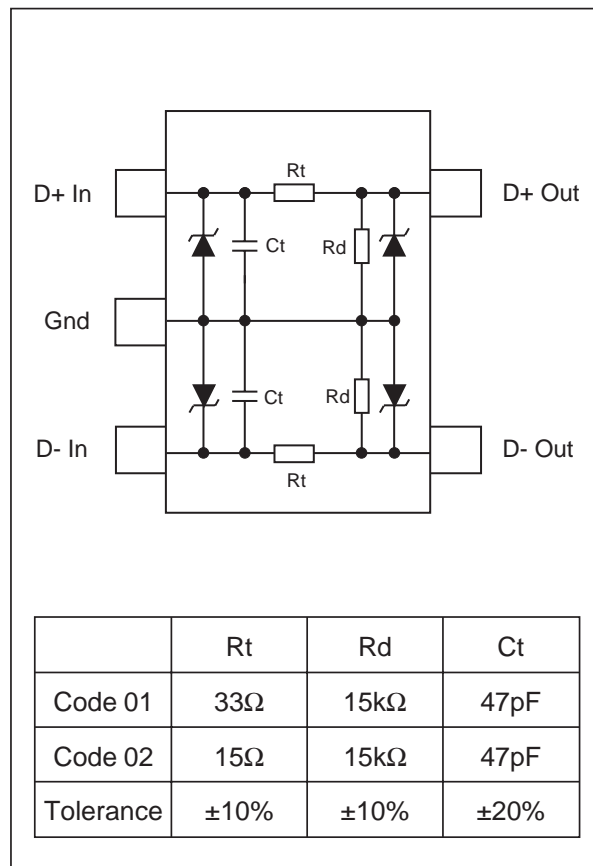 Rt
D+ In
D+ Out
Ct
Rd
Gnd
Ct
Rd
D- In
D- Out
Rt
Rt Rd Ct
Code 01 33Ω 15kΩ 47pF
Code 02 15Ω 15kΩ 47pF
Tolerance ±10% ±10% ±20%